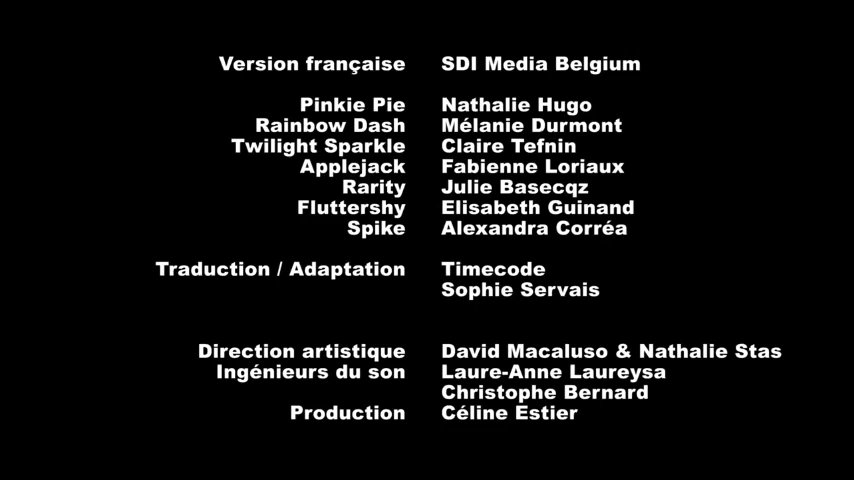 Version française SDI Media Belgium
Pinkie Pie Nathalie Hugo
Rainbow Dash Mélanie Durmont
Twilight Sparkle Claire Tefnin
Applejack Fabienne Loriaux
Rarity Julie Basecqz
Fluttershy Elisabeth Guinand
Spike Alexandra Corréa
Traduction / Adaptation Timecode
Sophie Servais
Direction artistique David Macaluso & Nathalie Stas
Ingénieurs du son Laure-Anne Laureysa
Christophe Bernard
Production Céline Estier